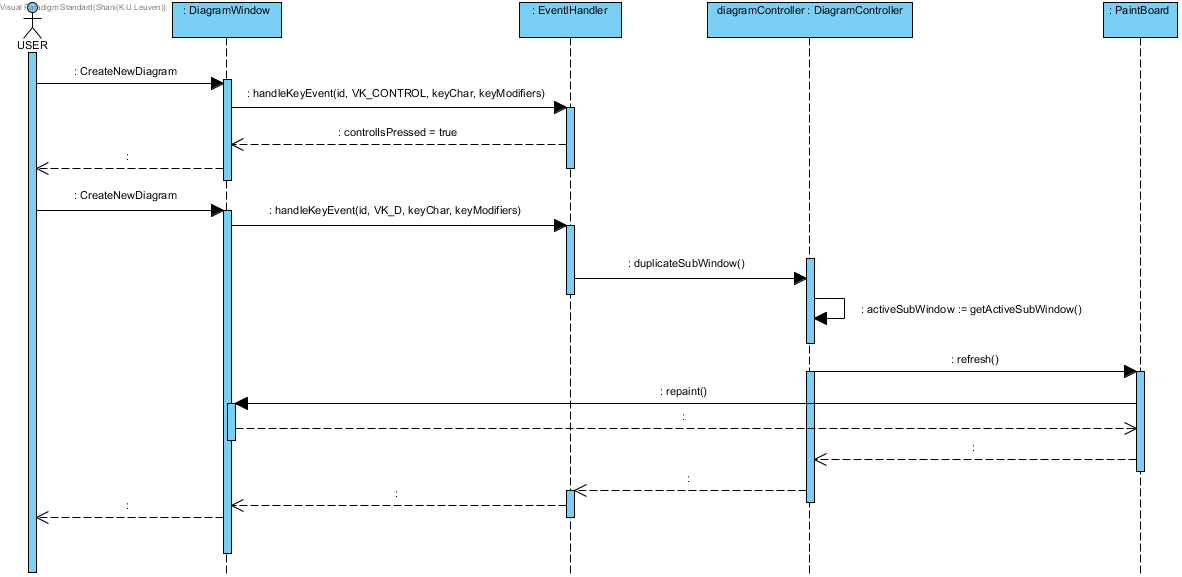 Visual Paradigm Standard(Shani(K.U.Leuven))
USER
: DiagramWindow
: EventHandler
diagramController : DiagramController
: PaintBoard
: CreateNewDiagram
: handleKeyEvent(id, VK_CONTROL, keyChar, keyModifiers)
: controlIsPressed = true
:
: CreateNewDiagram
: handleKeyEvent(id, VK_D, keyChar, keyModifiers)
: duplicateSubWindow()
: activeSubWindow := getActiveSubWindow()
: refresh()
: repaint()
:
:
:
:
: